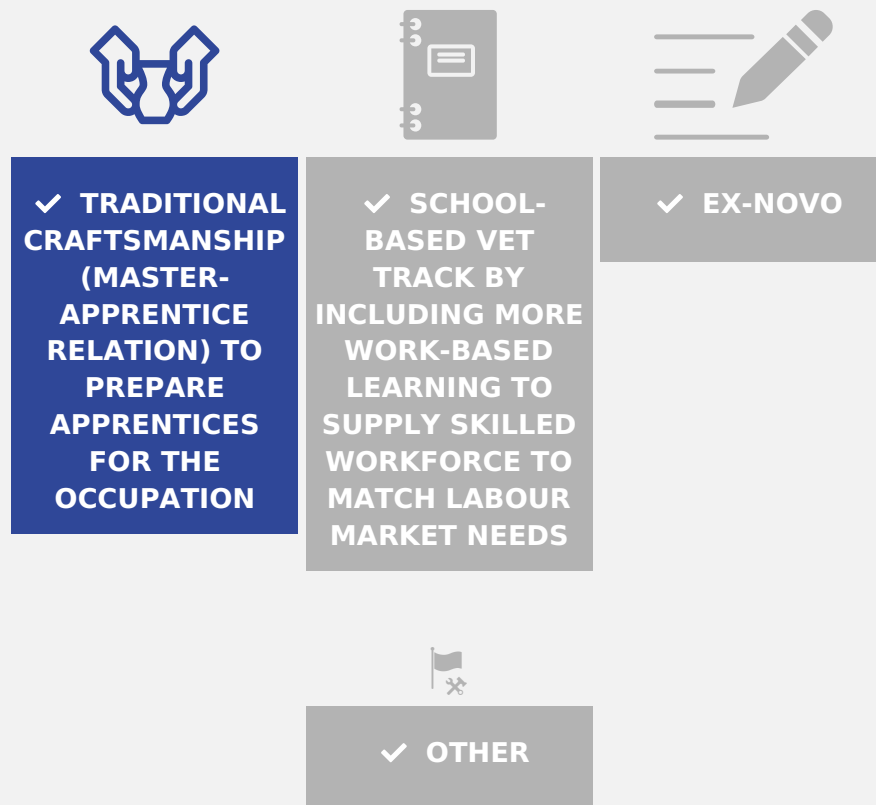 TRADITIONAL
CRAFTSMANSHIP
(MASTER-
APPRENTICE
RELATION) TO
PREPARE
APPRENTICES
FOR THE
OCCUPATION
SCHOOL-
BASED VET
TRACK BY
INCLUDING MORE
WORK-BASED
LEARNING TO
SUPPLY SKILLED
WORKFORCE TO
MATCH LABOUR
MARKET NEEDS
EX-NOVO
OTHER